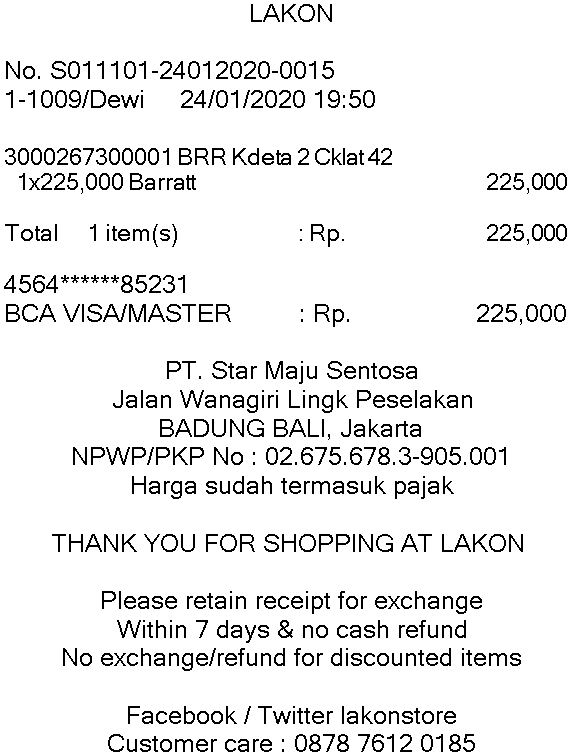 LAKON
No. S011101-24012020-0015
1-1009/Dewi 24/01/2020 19:50
3000267300001 BRR Kdeta 2 Cklat 42
1x225,000 Barratt 225,000
Total 1 item(s) : Rp. 225,000
4564******85231
BCA VISA/MASTER : Rp. 225,000
PT. Star Maju Sentosa
Jalan Wanagiri Lingk Peselakan
BADUNG BALI, Jakarta
NPWP/PKP No : 02.675.678.3-905.001
Harga sudah termasuk pajak
THANK YOU FOR SHOPPING AT LAKON
Please retain receipt for exchange
Within 7 days & no cash refund
No exchange/refund for discounted items
Facebook / Twitter lakonstore
Customer care : 0878 7612 0185